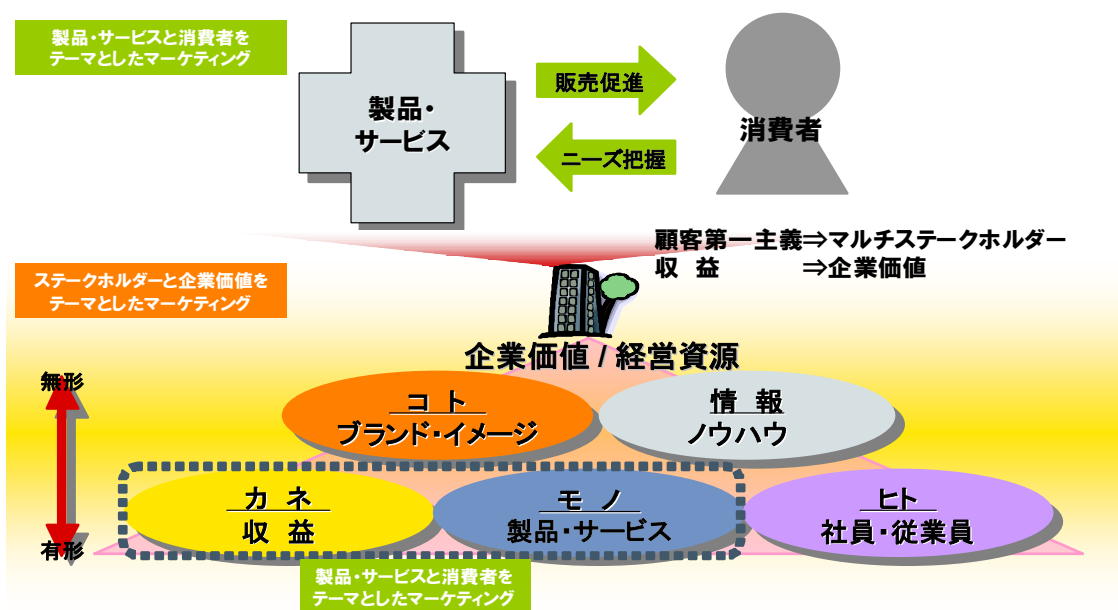 製品・サービスと消費者を
テーマとしたマーケティング
製品・
サービス
販売促進
ニーズ把握
消費者
顧客第一主義⇒マルチステークホルダー
収 益 ⇒企業価値
ステークホルダーと企業価値を
テーマとしたマーケティング
企業価値 / 経営資源
無形
有形
コ ト
ブランド・イメージ
情 報
ノウハウ
カ ネ
収 益
モ ノ
製品・サービス
ヒト
社員・従業員
製品・サービスと消費者を
テーマとしたマーケティング